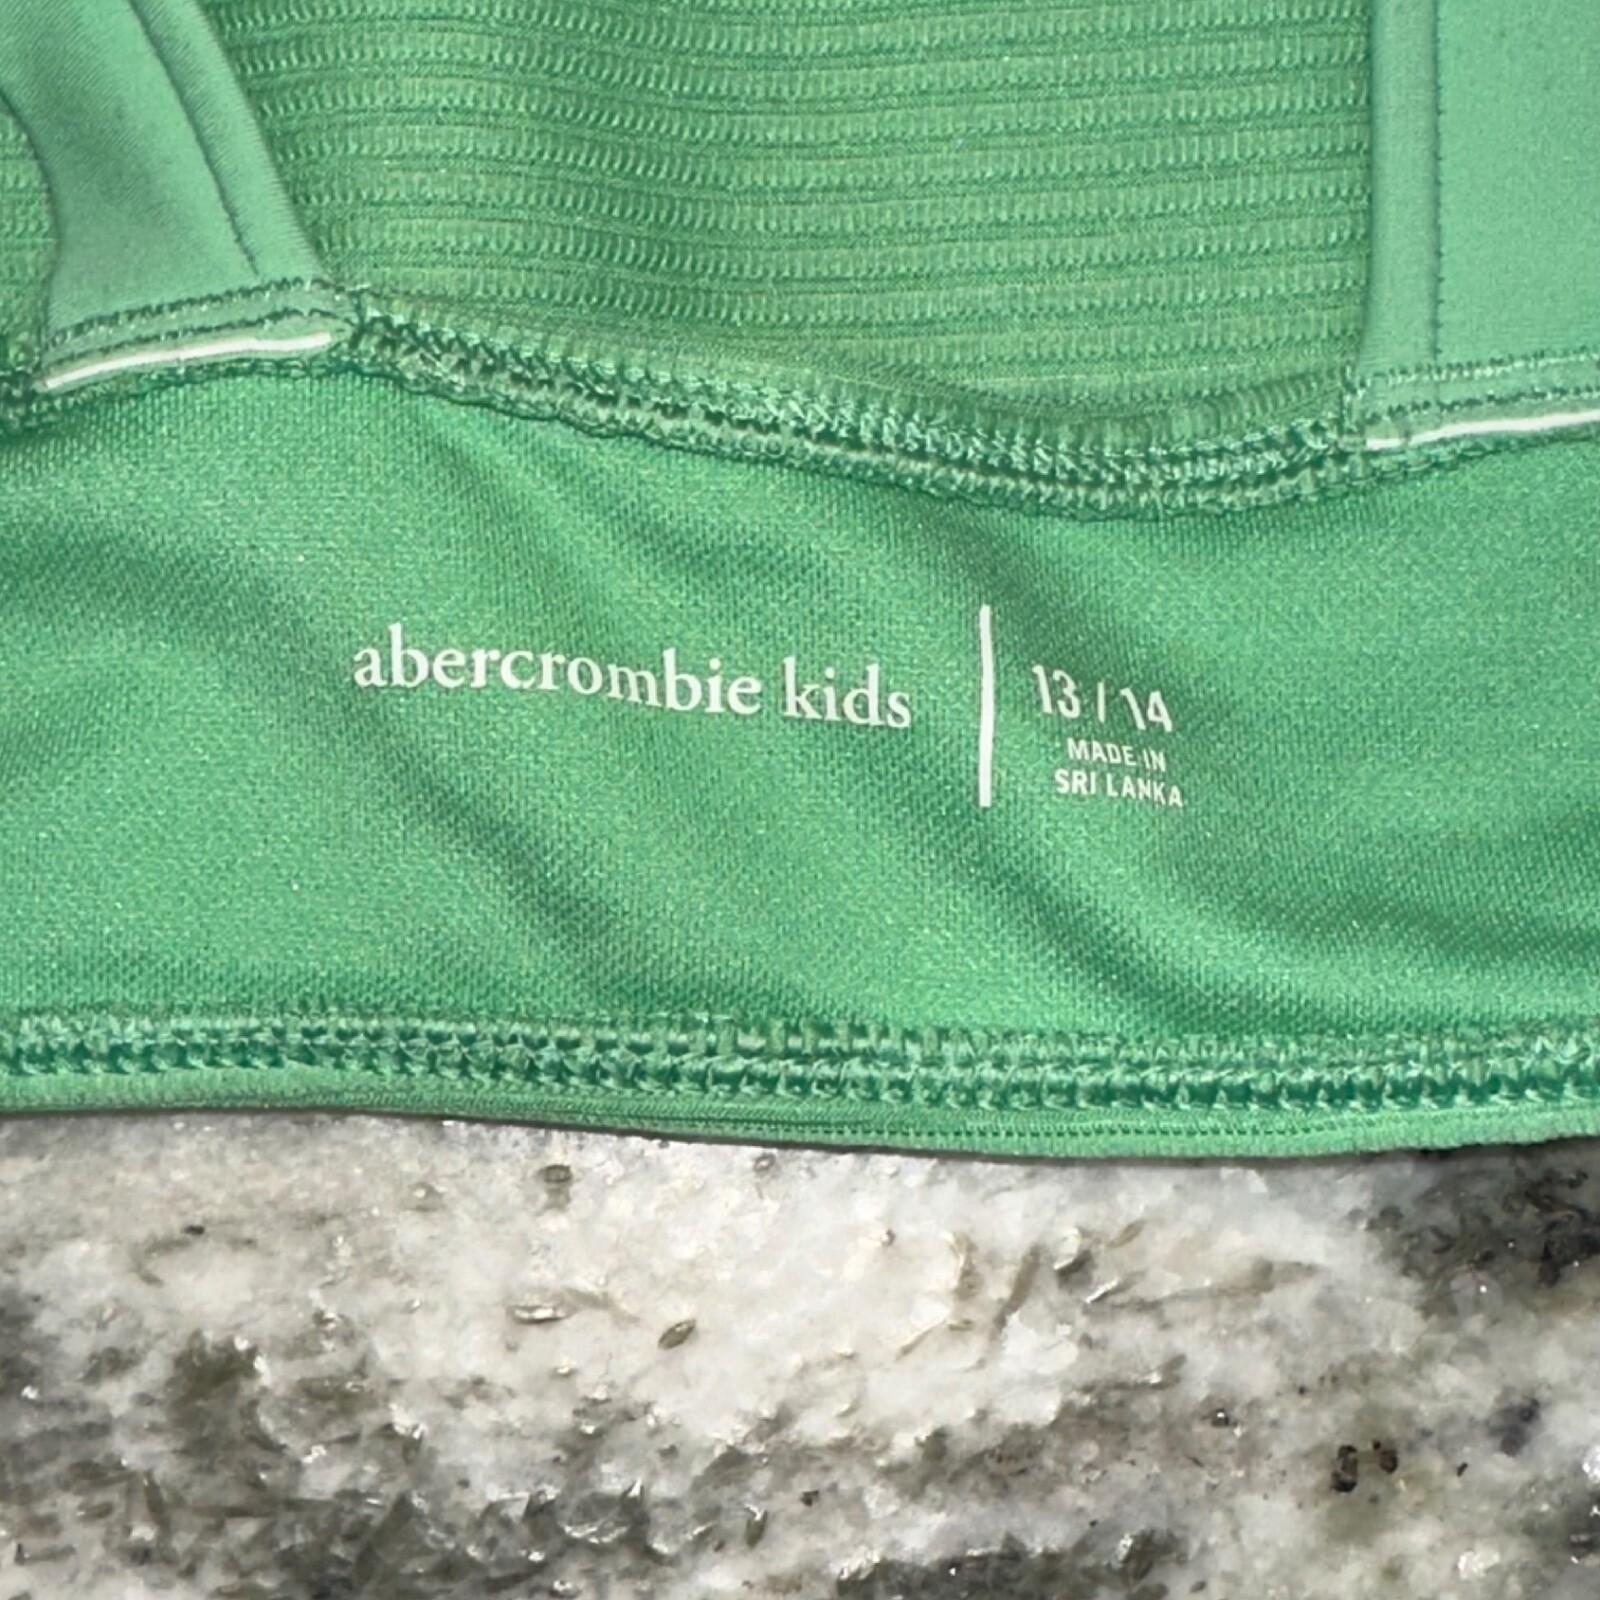 abercrombie kids
13 / 14
MADE IN
SRI LANKA